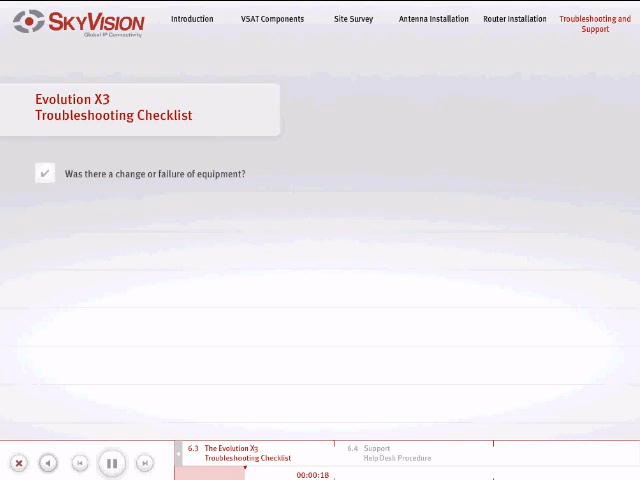 SKYVISION
Global IP Connectivity
Introduction
VSAT Components
Site Survey
Antenna Installation
Router Installation
Troubleshooting and
Support
Evolution X3
Troubleshooting Checklist
Was there a change or failure of equipment?
6.3 The Evolution X3
Troubleshooting Checklist
6.4 Support
Help Desk Procedure
00:00:18